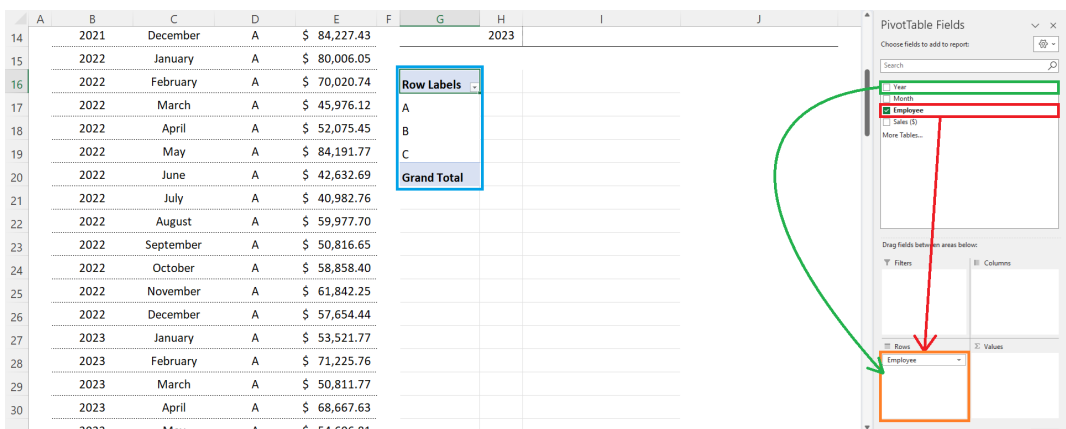 A B C D E F G H I J
14 2021 December A $ 84,227.43 2023
15 2022 January A $ 80,006.05
16 2022 February A $ 70,020.74 Row Labels
17 2022 March A $ 45,976.12 A
18 2022 April A $ 52,075.45 B
19 2022 May A $ 84,191.77 C
20 2022 June A $ 42,632.69 Grand Total
21 2022 July A $ 40,982.76
22 2022 August A $ 59,977.70
23 2022 September A $ 50,816.65
24 2022 October A $ 58,858.40
25 2022 November A $ 61,842.25
26 2022 December A $ 57,654.44
27 2023 January A $ 53,521.77
28 2023 February A $ 71,225.76
29 2023 March A $ 50,811.77
30 2023 April A $ 68,667.63
PivotTable Fields
Choose fields to add to report:
Search
Year
Month
Employee
Sales ($)
More Tables...
Drag fields between areas below:
Filters
Columns
Rows
Σ Values
Employee